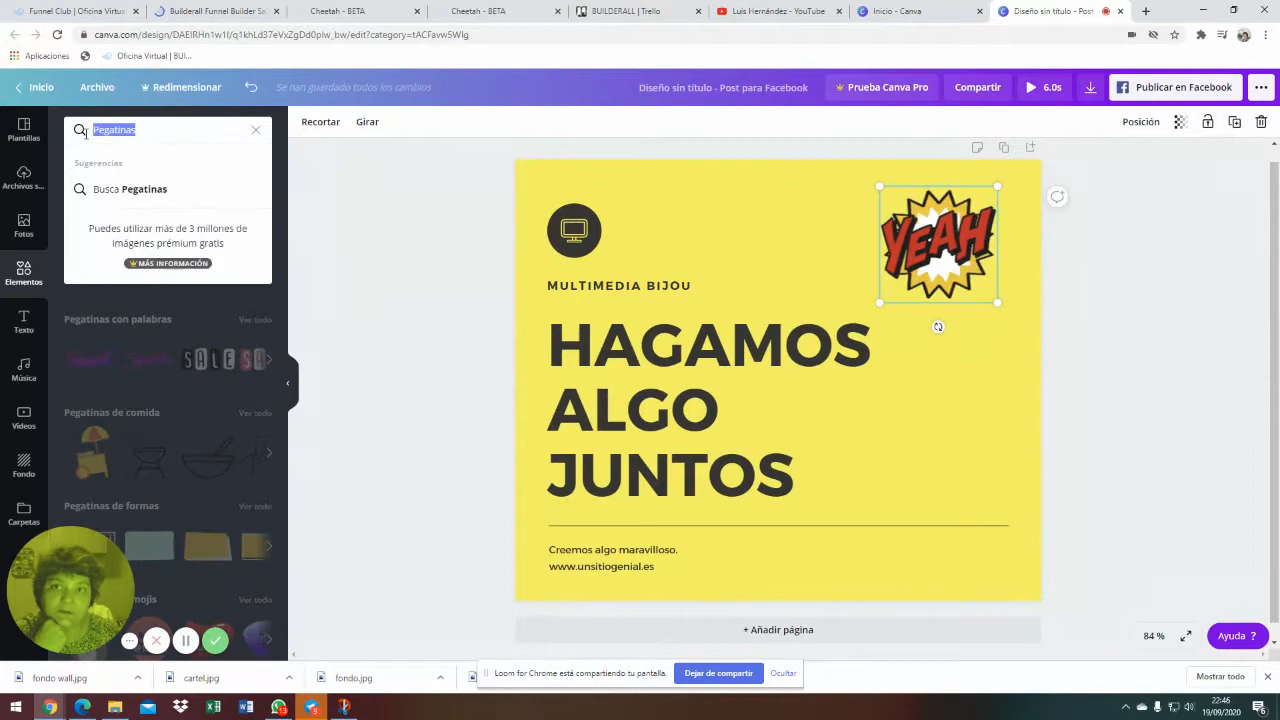 Funnel Club - Oficina
Builderall Funnel Builder Sa
Cheetah - BETA
Cheetah - BETA
BUILDERALL | Trello
Luis Hernández - YouTube
Inicio - Canva
Diseño sin título - Post
canva.com/design/DAEIRHn1w1I/q1khLd37eVxZgDd0piw_bw/edit?category=tACFavw5WIg
Aplicaciones
Oficina Virtual | BUI...
Inicio
Archivo
Redimensionar
Se han guardado todos los cambios
Diseño sin título - Post para Facebook
Prueba Canva Pro
Compartir
6.0s
Publicar en Facebook
Recortar
Girar
Posición
Plantillas
Archivos s...
Fotos
Elementos
Texto
Música
Vídeos
Fondo
Carpetas
Pegatinas
Sugerencias
Busca Pegatinas
Puedes utilizar más de 3 millones de
imágenes prémium gratis
MÁS INFORMACIÓN
Pegatinas con palabras
Ver todo
SALE
Pegatinas de comida
Ver todo
Pegatinas de formas
Ver todo
mojis
Ver todo
YEAH
MULTIMEDIA BIJOU
HAGAMOS
ALGO
JUNTOS
Creemos algo maravilloso.
www.unsitiogenial.es
+ Añadir página
84 %
Ayuda ?
fondo wall.jpg
cartel.jpg
fondo.jpg
Loom for Chrome está compartiendo tu pantalla.
Dejar de compartir
Ocultar
Mostrar todo
13
9
22:46
19/09/2020
6